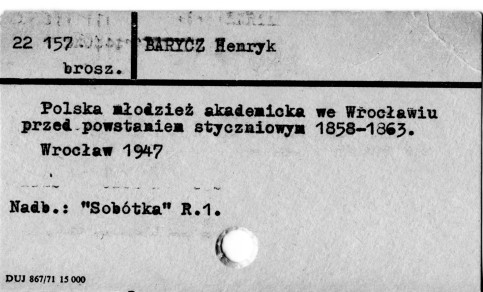 22 157
BARYCZ Henryk
brosz.
Polska młodzież akademicka we Wrocławiu
przed powstaniem styczniowym 1858-1863.
Wrocław 1947
Nadb.: "Sobótka" R.1.
DUJ 867/71 15 000